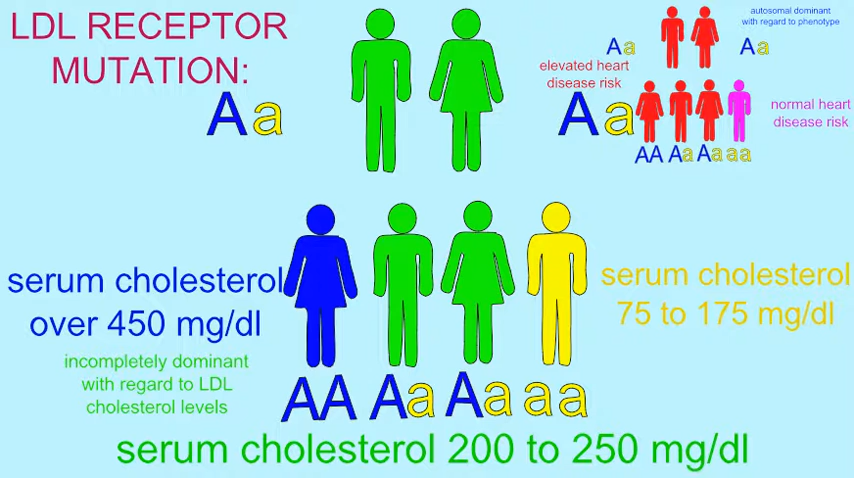 LDL RECEPTOR
MUTATION:
Aa
Aa
autosomal dominant
with regard to phenotype
Aa
Aa
elevated heart
disease risk
normal heart
disease risk
AA Aa Aa aa
serum cholesterol
over 450 mg/dl
serum cholesterol
75 to 175 mg/dl
incompletely dominant
with regard to LDL
cholesterol levels
AA Aa Aa aa
serum cholesterol 200 to 250 mg/dl